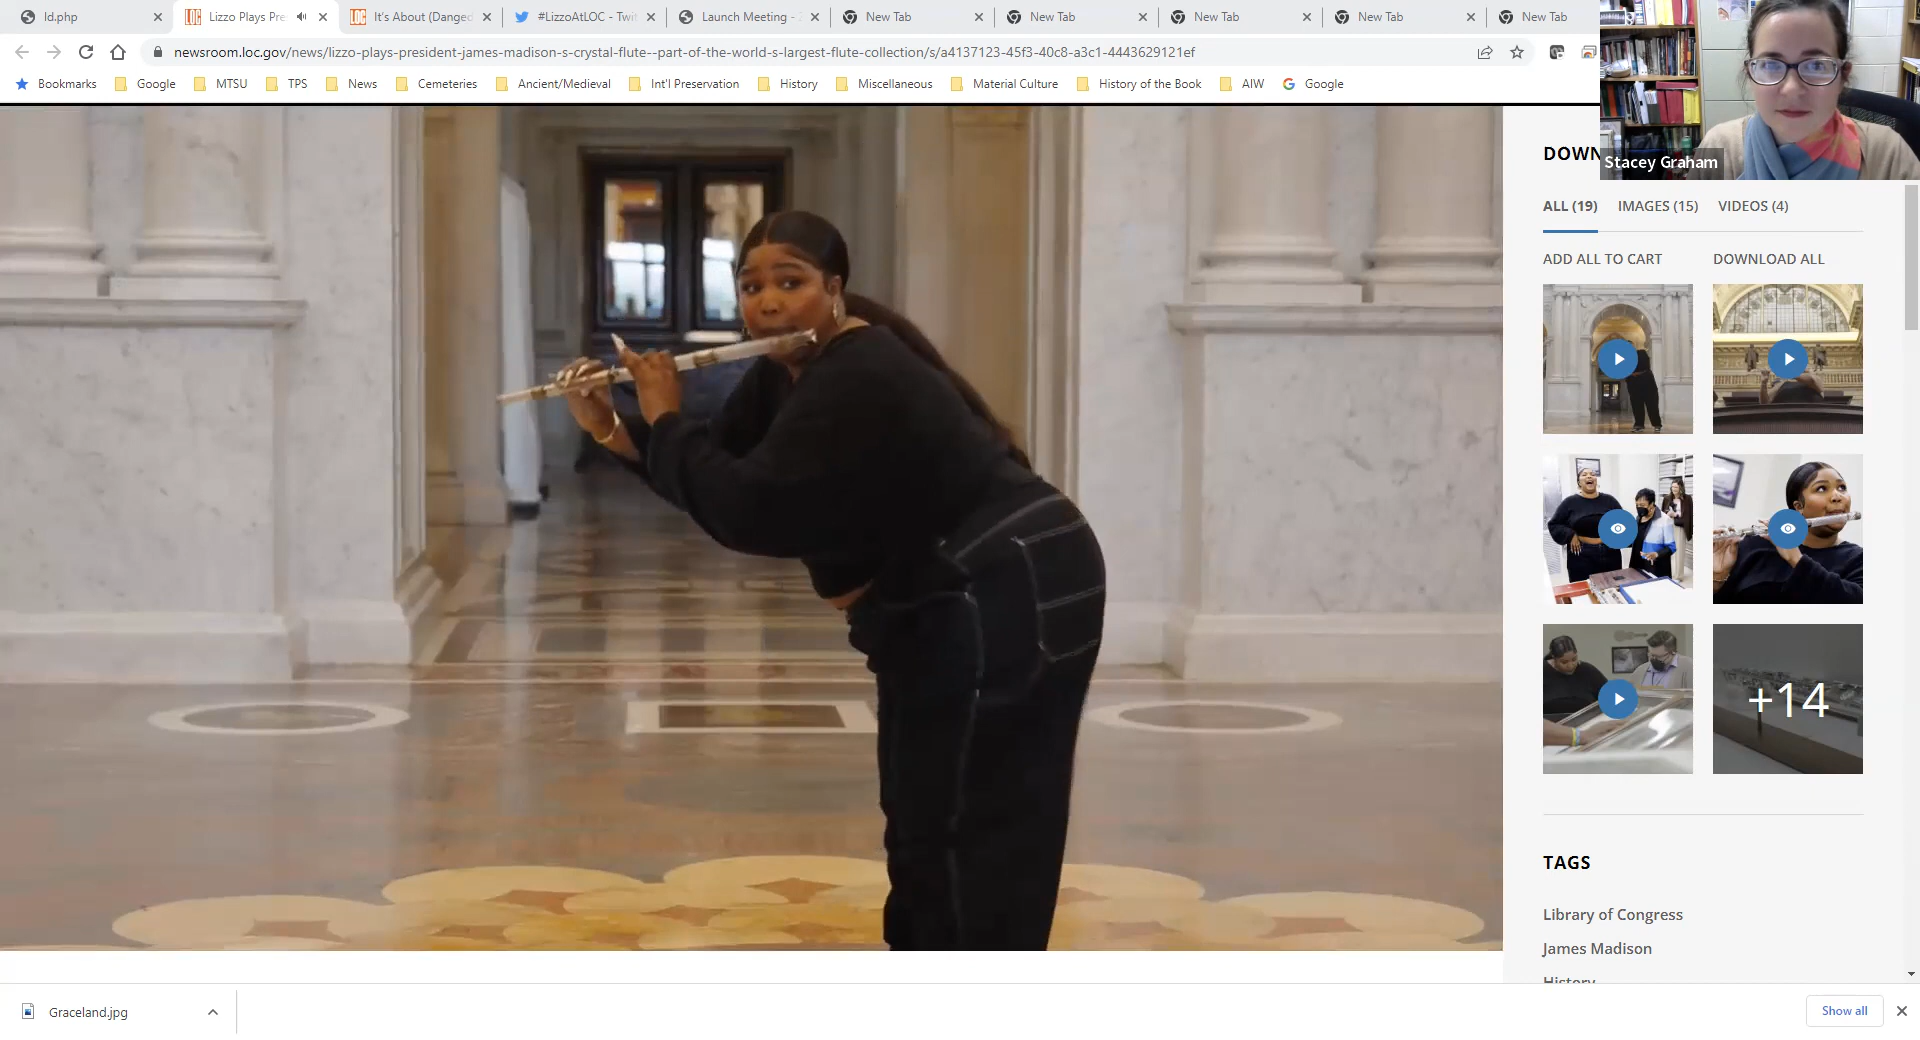 ld.php
Lizzo Plays Pre
It's About (Danged
#LizzoAtLOC - Twit
Launch Meeting - Z
New Tab
New Tab
New Tab
New Tab
New Tab
newsroom.loc.gov/news/lizzo-plays-president-james-madison-s-crystal-flute--part-of-the-world-s-largest-flute-collection/s/a4137123-45f3-40c8-a3c1-4443629121ef
Bookmarks
Google
MTSU
TPS
News
Cemeteries
Ancient/Medieval
Int'l Preservation
History
Miscellaneous
Material Culture
History of the Book
AIW
Google
DOWN
Stacey Graham
ALL (19)
IMAGES (15)
VIDEOS (4)
ADD ALL TO CART
DOWNLOAD ALL
+14
TAGS
Library of Congress
James Madison
History
Graceland.jpg
Show all